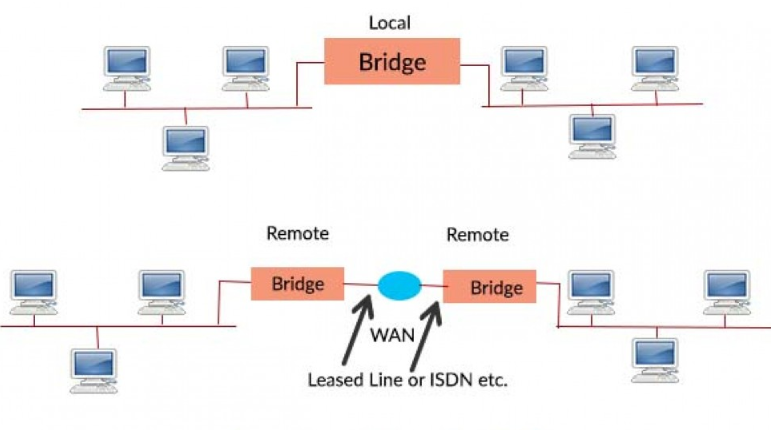 Local
Bridge
Remote
Remote
Bridge
Bridge
WAN
Leased Line or ISDN etc.